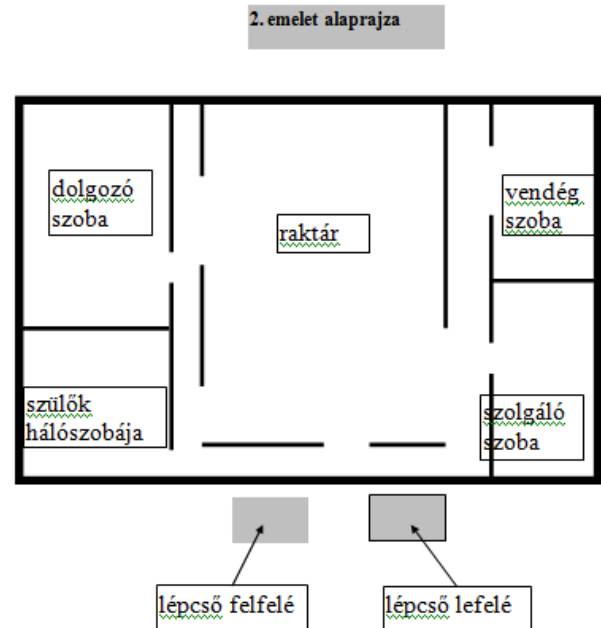 2. emelet alaprajza
dolgozó
szoba
vendég
szoba
raktár
szülők
hálószobája
szolgáló
szoba
lépcső felfelé
lépcső lefelé